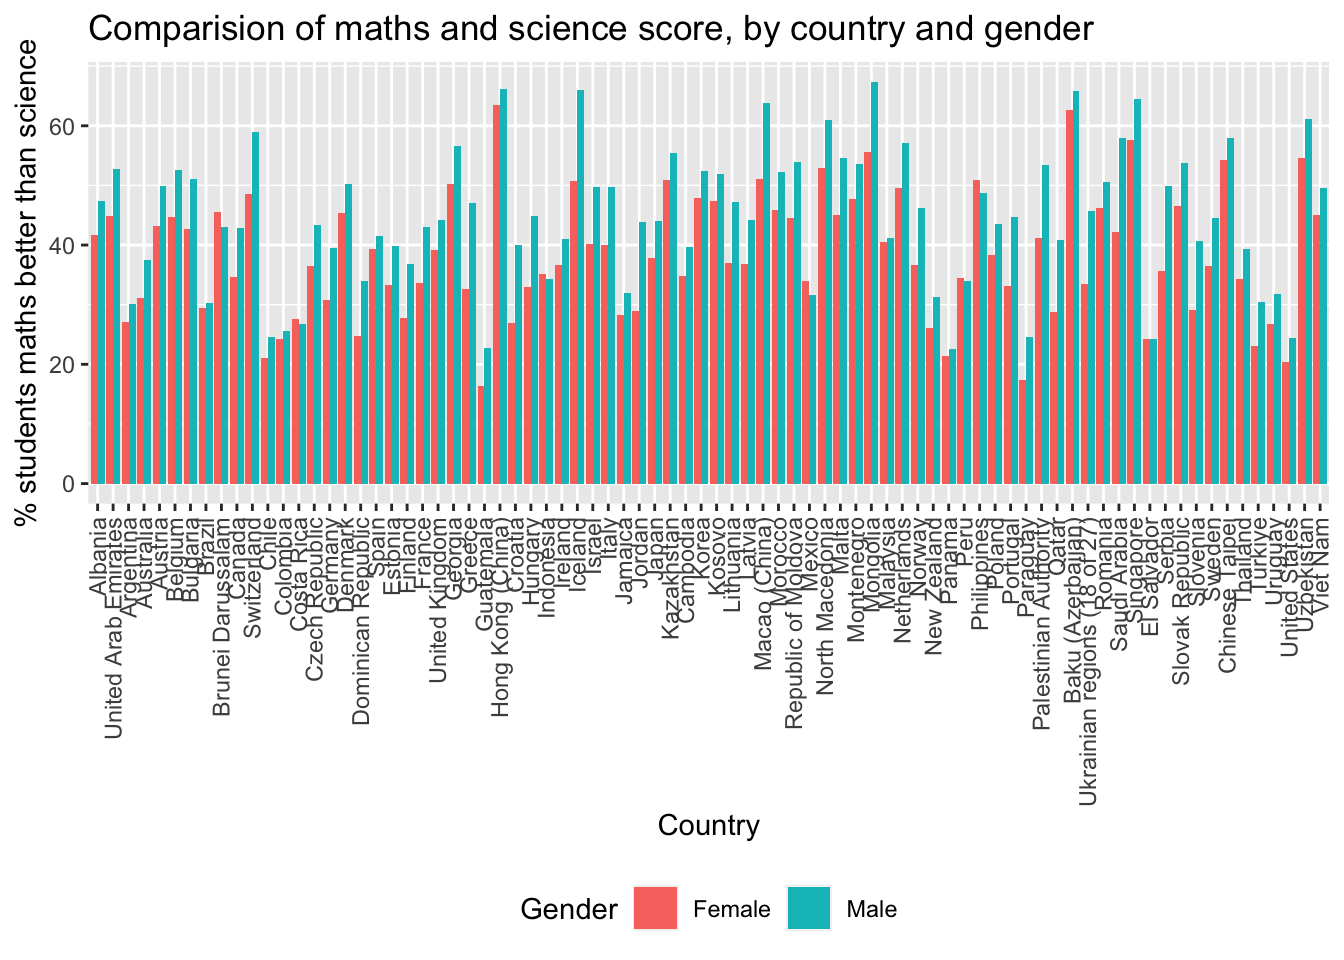 Comparision of maths and science score, by country and gender
% students maths better than science
60
40
20
0
Albania
United Arab Emirates
Argentina
Australia
Austria
Belgium
Bulgaria
Brazil
Brunei Darussalam
Canada
Switzerland
Chile
Colombia
Costa Rica
Czech Republic
Germany
Denmark
Dominican Republic
Spain
Estonia
Finland
France
United Kingdom
Georgia
Greece
Guatemala
Hong Kong (China)
Croatia
Hungary
Indonesia
Ireland
Iceland
Israel
Italy
Jamaica
Jordan
Japan
Kazakhstan
Cambodia
Korea
Kosovo
Lithuania
Latvia
Macao (China)
Morocco
Republic of Moldova
Mexico
North Macedonia
Malta
Montenegro
Mongolia
Malaysia
Netherlands
Norway
New Zealand
Panama
Peru
Philippines
Poland
Portugal
Paraguay
Palestinian Authority
Qatar
Baku (Azerbaijan)
Ukrainian regions (18 of 27)
Romania
Saudi Arabia
Singapore
El Salvador
Serbia
Slovak Republic
Slovenia
Sweden
Chinese Taipei
Thailand
Türkiye
Uruguay
United States
Uzbekistan
Viet Nam
Country
Gender
Female
Male